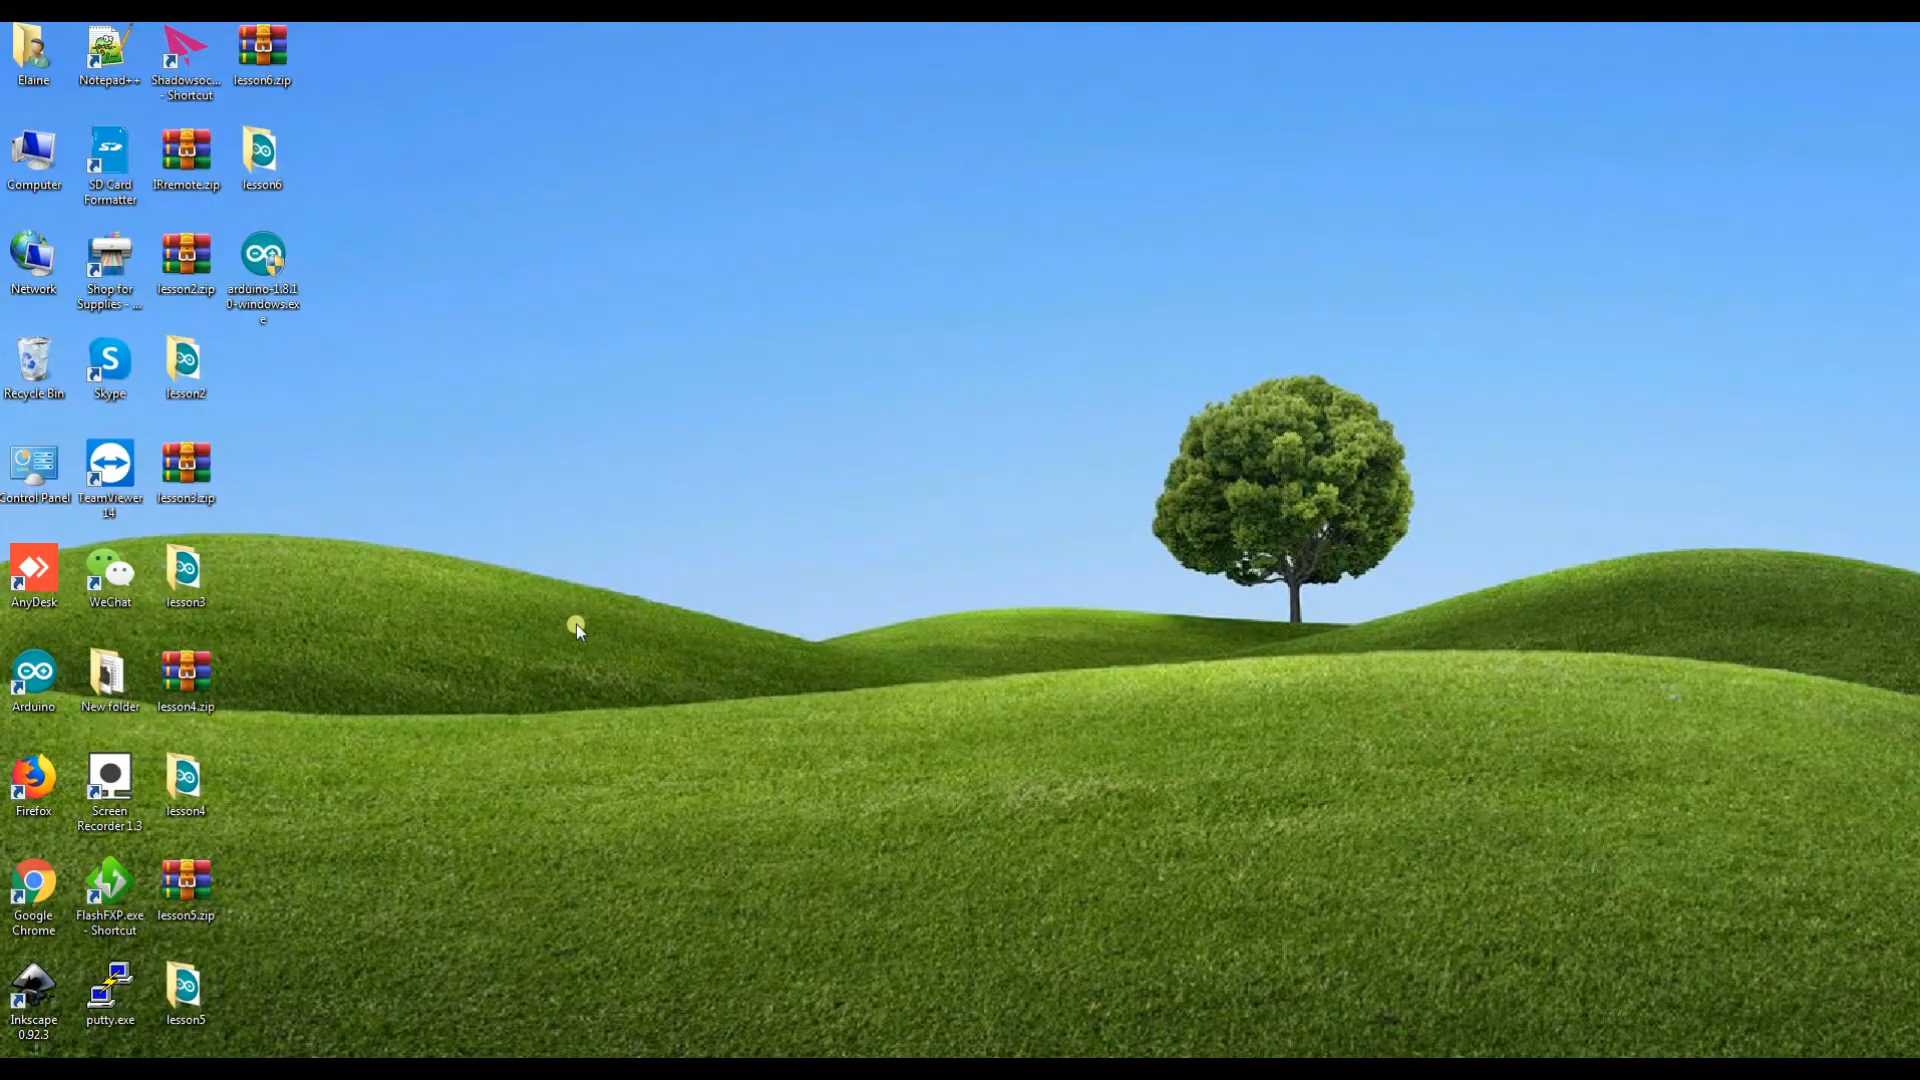 Elaine
Notepad++
Shadowsoc...
- Shortcut
lesson6.zip
Computer
SD Card
Formatter
IRremote.zip
lesson6
Network
Shop for
Supplies - ...
lesson2.zip
arduino-1.8.1
0-windows.ex
e
Recycle Bin
Skype
lesson2
Control Panel
TeamViewer
14
lesson3.zip
AnyDesk
WeChat
lesson3
Arduino
New folder
lesson4.zip
Firefox
Screen
Recorder 1.3
lesson4
Google
Chrome
FlashFXP.exe
- Shortcut
lesson5.zip
Inkscape
0.92.3
putty.exe
lesson5